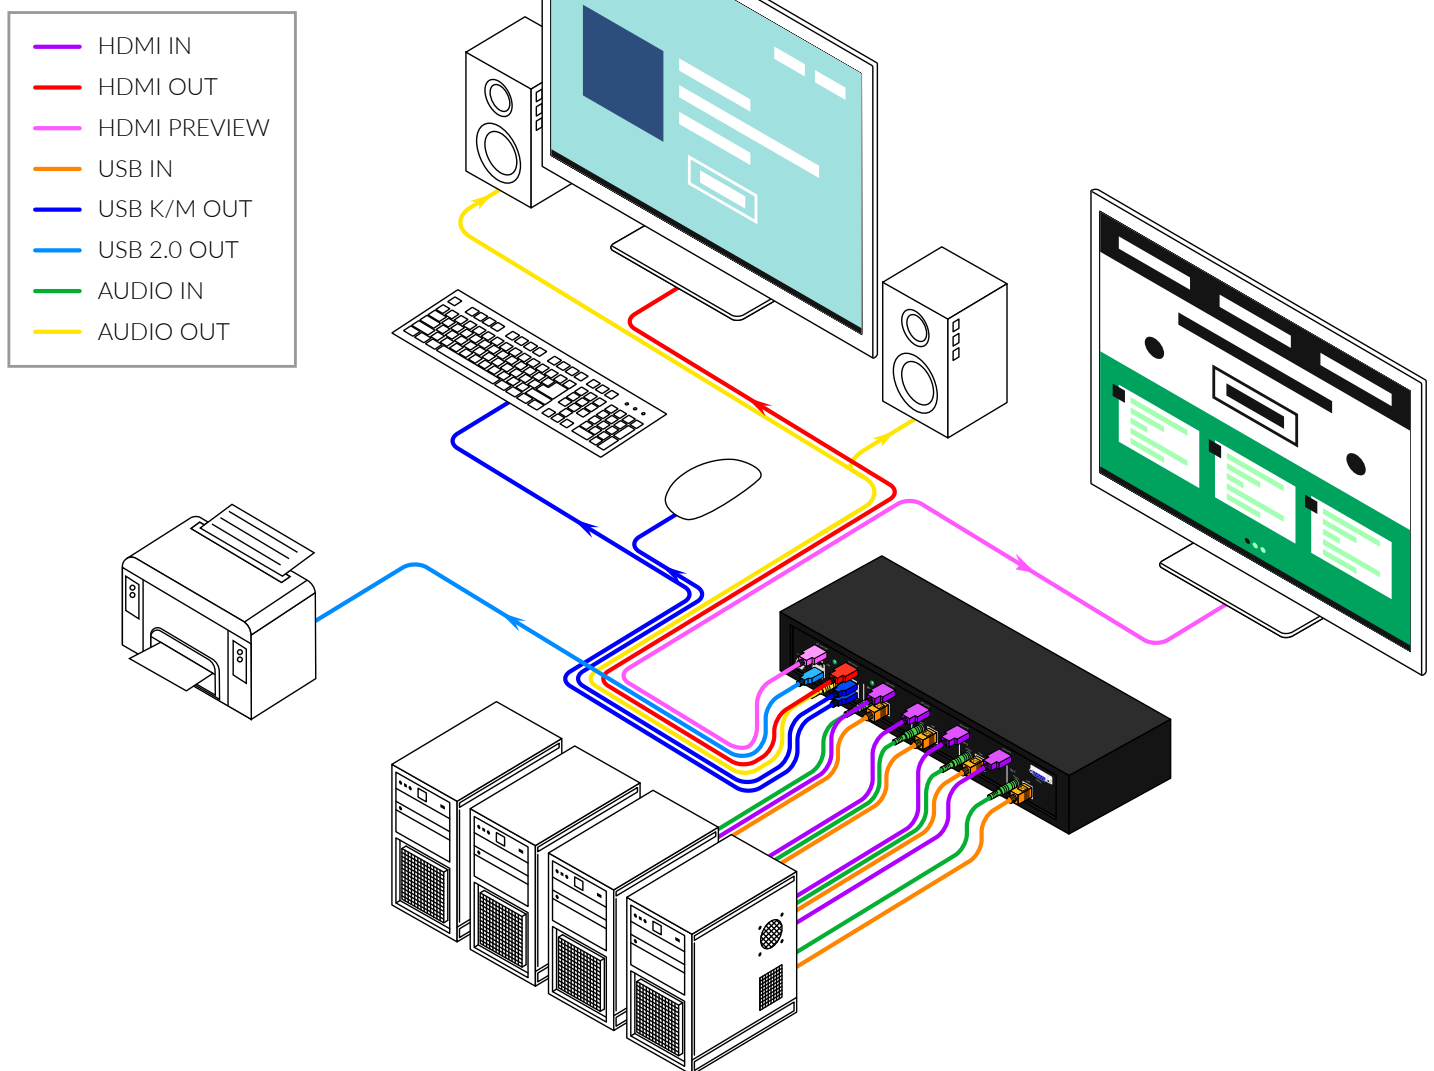 HDMI IN
HDMI OUT
HDMI PREVIEW
USB IN
USB K/M OUT
USB 2.0 OUT
AUDIO IN
AUDIO OUT